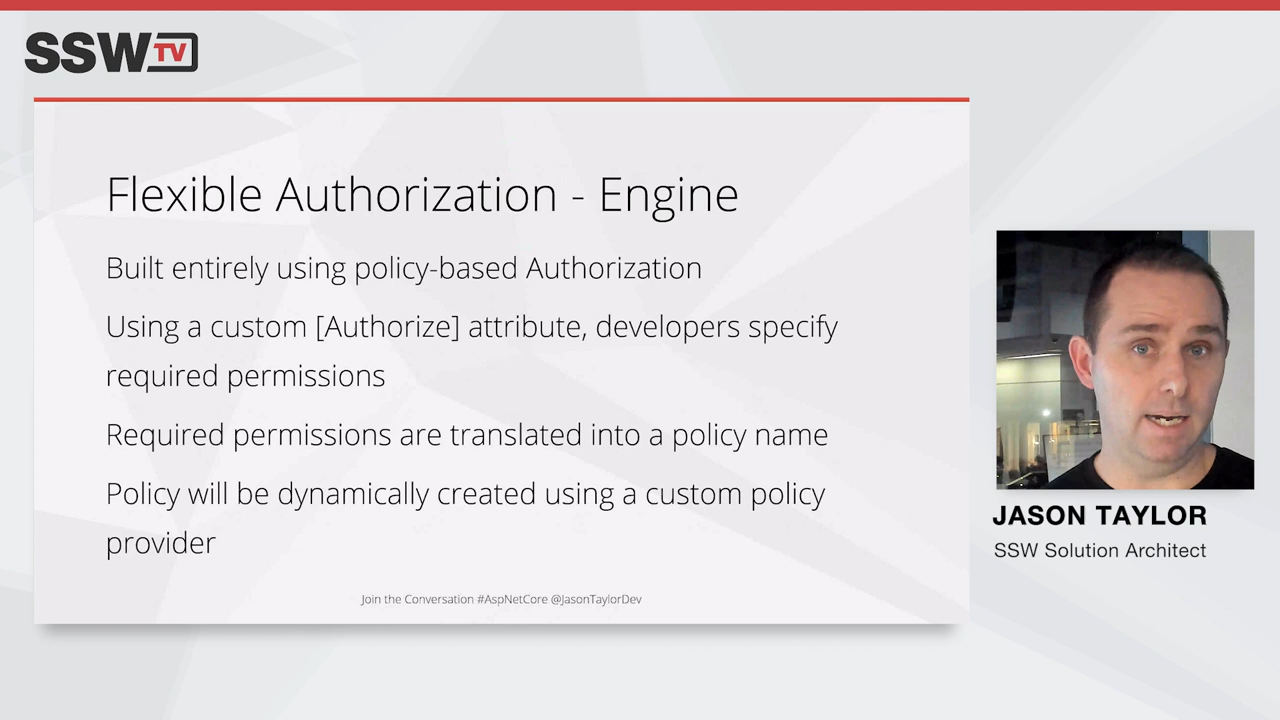 SSW TV
Flexible Authorization - Engine
Built entirely using policy-based Authorization
Using a custom [Authorize] attribute, developers specify
required permissions
Required permissions are translated into a policy name
Policy will be dynamically created using a custom policy
provider
Join the Conversation #AspNetCore @JasonTaylorDev
JASON TAYLOR
SSW Solution Architect